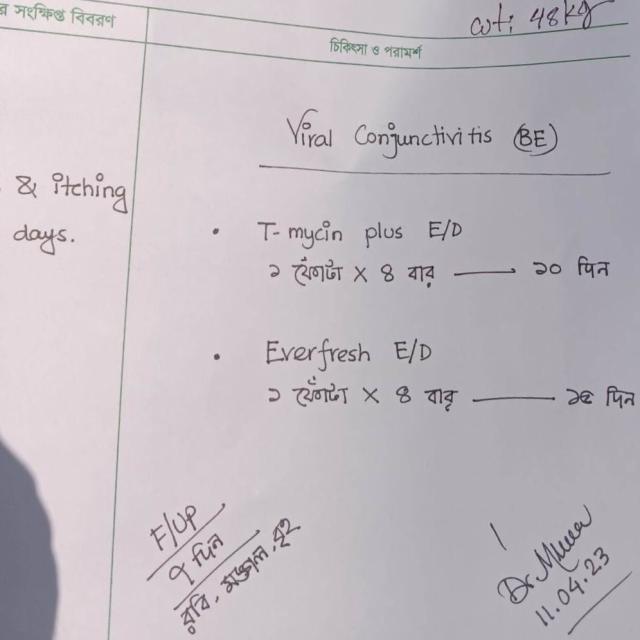 র সংক্ষিপ্ত বিবরণ
wt: 48kg
চিকিৎসা ও পরামর্শ
Viral Conjunctivitis (BE)
& itching
days.
• T-mycin plus E/D
১ ফোঁটা X ৪ বার — ১০ দিন
• Everfresh E/D
১ ফোঁটা X ৪ বার — ১৫ দিন
F/UP
৭ দিন
রবি, মঙ্গল, বৃহ
Dr. Muna
11.04.23